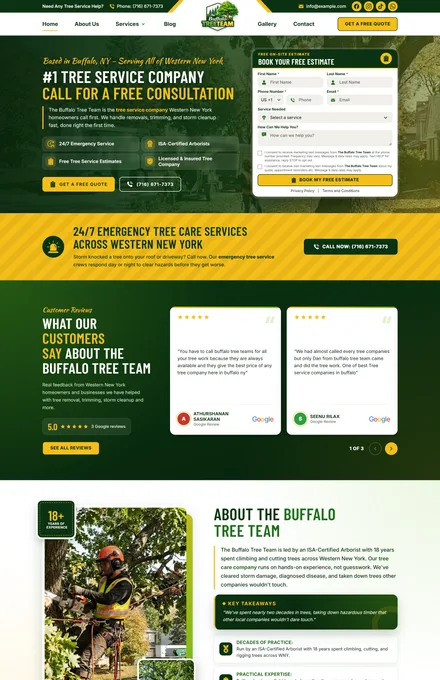 Need Any Tree Service Help?
Phone: (716) 671-7373
info@example.com
Home
About Us
Services
Blog
Buffalo
TREE TEAM
Gallery
Contact
GET A FREE QUOTE
Based in Buffalo, NY – Serving All of Western New York
#1 TREE SERVICE COMPANY
CALL FOR A FREE CONSULTATION
The Buffalo Tree Team is the tree service company Western New York
homeowners call first. We handle removals, trimming, and storm cleanup
fast, done right the first time.
24/7 Emergency Service
ISA-Certified Arborists
Free Tree Service Estimates
Licensed & Insured Tree
Company
GET A FREE QUOTE
(716) 671-7373
FREE ON-SITE ESTIMATE
BOOK YOUR FREE ESTIMATE
First Name *
Last Name *
First Name
Last Name
Phone Number *
Email *
US +1
Phone
Email
Service Needed
Select a service
How Can We Help You?
How can we help you?
BOOK MY FREE ESTIMATE
Privacy Policy | Terms and Conditions
24/7 EMERGENCY TREE CARE SERVICES
ACROSS WESTERN NEW YORK
Storm knocked a tree onto your roof or driveway? Call now. Our emergency tree service
crews respond day or night to clear hazards before they get worse.
CALL NOW: (716) 671-7373
Customer Reviews
WHAT OUR
CUSTOMERS
SAY ABOUT THE
BUFFALO TREE TEAM
Real feedback from Western New York
homeowners and businesses we have helped
with tree removal, trimming, storm cleanup and
more.
5.0
3 Google reviews
SEE ALL REVIEWS
"You have to call buffalo tree teams for all
your tree work because they are always
available and they give the best price of any
tree company here in buffalo ny"
A
ATHURSHANAN
SASIKARAN
Google Review
Google
"We had almost called every tree companies
but only Dan from buffalo tree team came
and did the tree work. One of best Tree
service companies in buffalo"
S
SEENU RILAX
Google Review
Google
1 OF 3
18+
YEARS OF
EXPERIENCE
ABOUT THE BUFFALO
TREE TEAM
The Buffalo Tree Team is led by an ISA-Certified Arborist with 18 years
spent climbing and cutting trees across Western New York. Our tree
care company runs on hands-on experience, not guesswork. We've
cleared storm damage, diagnosed disease, and taken down trees other
companies wouldn't touch.
KEY TAKEAWAYS
"We've spent nearly two decades in trees, taking down hazardous timber that
other local companies wouldn't dare touch."
DECADES OF PRACTICE:
Run by an ISA-Certified Arborist with 18 years spent climbing, cutting, and
rigging trees across WNY.
PRACTICAL EXPERTISE: